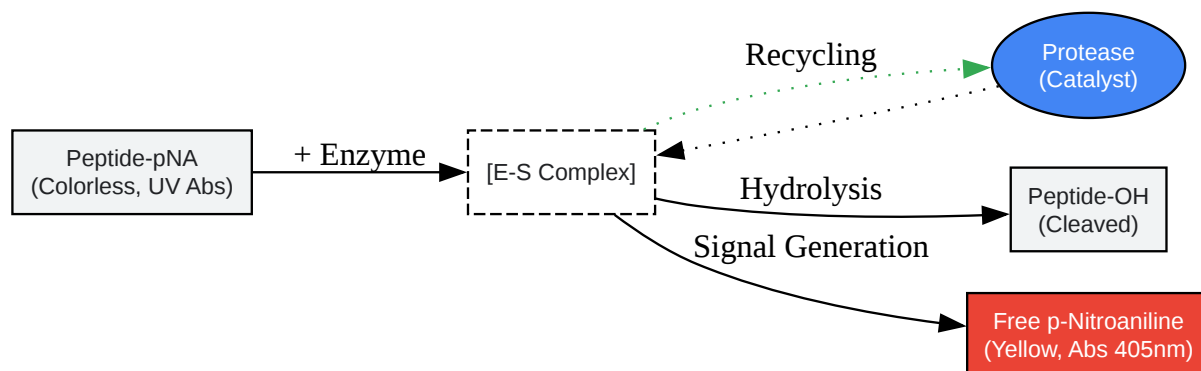 Peptide-pNA
(Colorless, UV Abs)
+ Enzyme
[E-S Complex]
Recycling
Protease
(Catalyst)
Hydrolysis
Peptide-OH
(Cleaved)
Signal Generation
Free p-Nitroaniline
(Yellow, Abs 405nm)